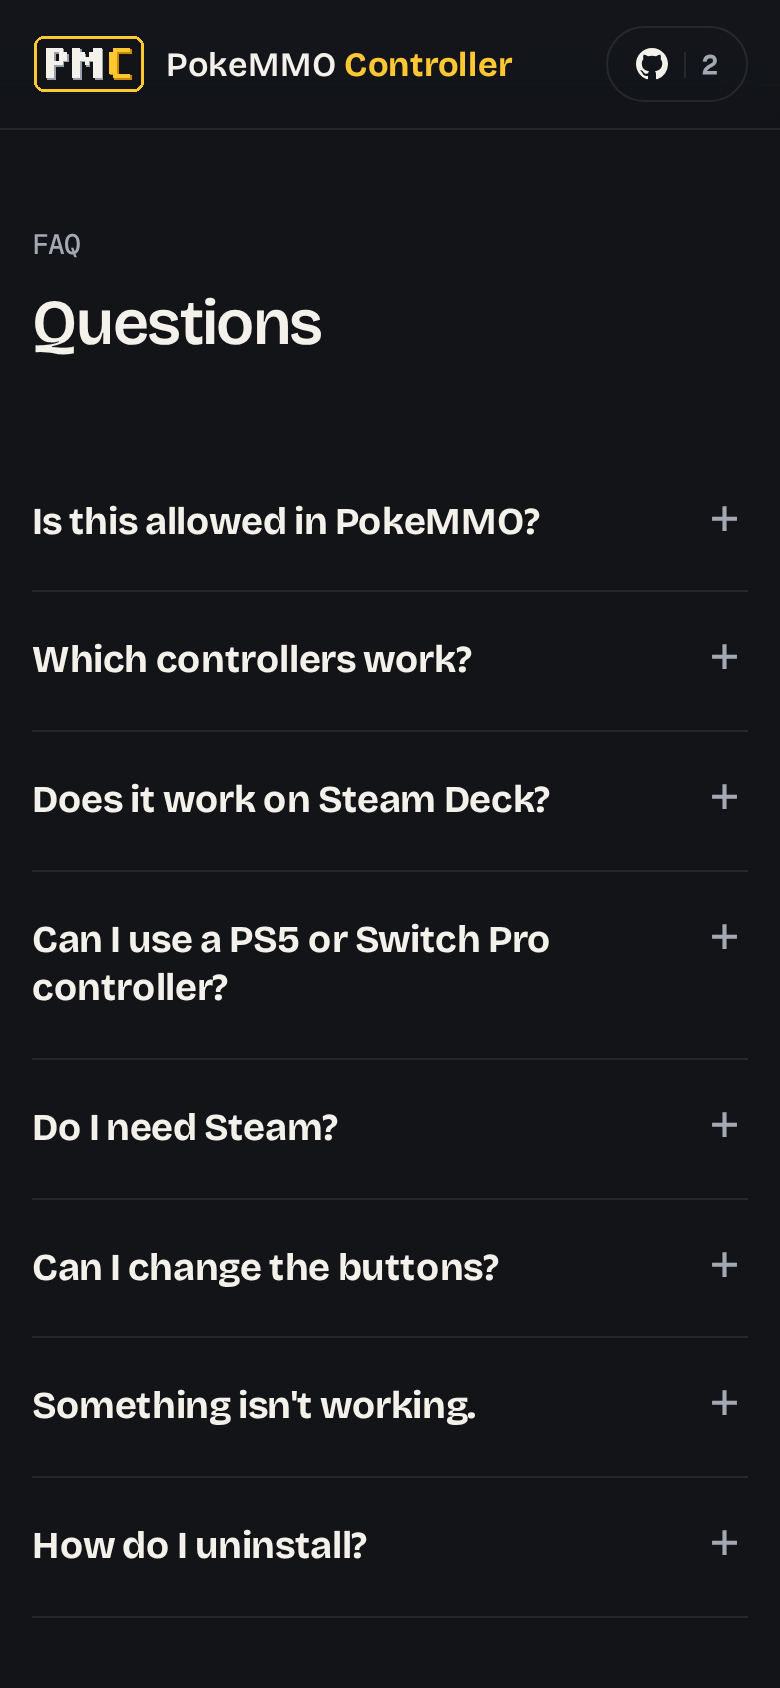 PMC PokeMMO Controller 2
FAQ
Questions
Is this allowed in PokeMMO?
Which controllers work?
Does it work on Steam Deck?
Can I use a PS5 or Switch Pro
controller?
Do I need Steam?
Can I change the buttons?
Something isn't working.
How do I uninstall?